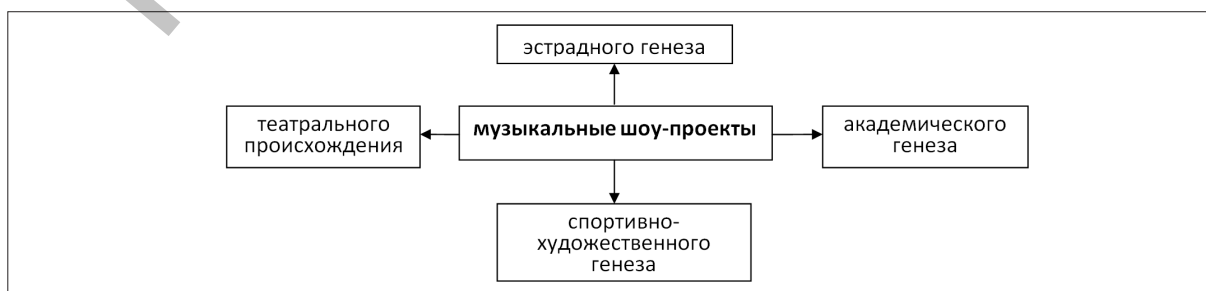 эстрадного генеза
театрального
происхождения
музыкальные шоу-проекты
академического
генеза
спортивно-
художественного
генеза